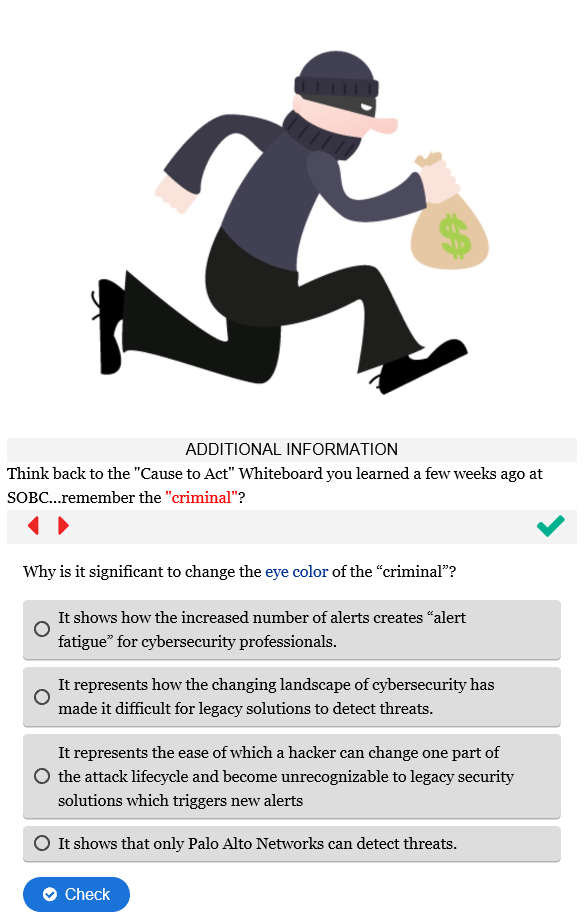 $
ADDITIONAL INFORMATION
Think back to the "Cause to Act" Whiteboard you learned a few weeks ago at
SOBC...remember the "criminal"?
Why is it significant to change the eye color of the “criminal”?
It shows how the increased number of alerts creates “alert
fatigue” for cybersecurity professionals.
It represents how the changing landscape of cybersecurity has
made it difficult for legacy solutions to detect threats.
It represents the ease of which a hacker can change one part of
the attack lifecycle and become unrecognizable to legacy security
solutions which triggers new alerts
It shows that only Palo Alto Networks can detect threats.
Check